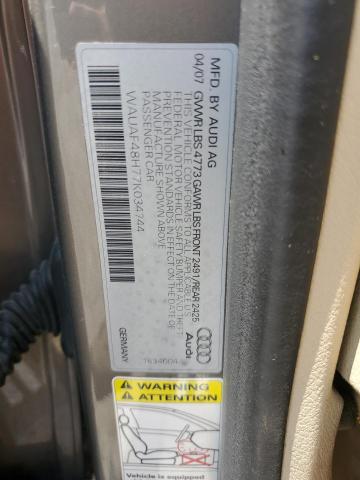 MFD. BY AUDI AG
04/07 GVWR LBS 4773 GAWR LBS FRONT 2491/REAR 2425
THIS VEHICLE CONFORMS TO ALL APPLICABLE U.S.
FEDERAL MOTOR VEHICLE SAFETY BUMPER AND THEFT
PREVENTION STANDARDS IN EFFECT ON THE DATE OF
MANUFACTURE SHOWN ABOVE
PASSENGER CAR
WAUAF48H77K034744
Audi
GERMANY
WARNING
ATTENTION
Vehicle is equipped